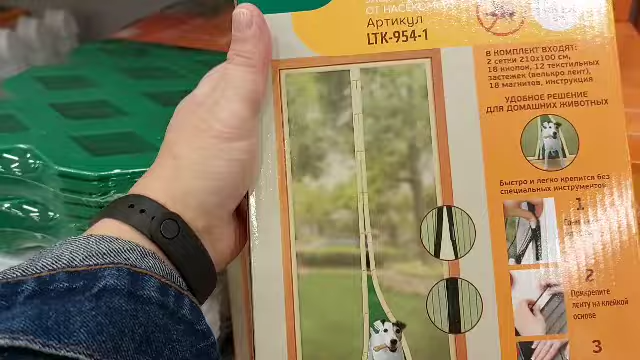 ОТ НАСЕКОМЫХ
Артикул
LTK-954-1
В КОМПЛЕКТ ВХОДЯТ:
2 сетки 210х100 см,
18 кнопок, 12 текстильных
застежек (велькро лент),
18 магнитов, инструкция
УДОБНОЕ РЕШЕНИЕ
ДЛЯ ДОМАШНИХ ЖИВОТНЫХ
Быстро и легко крепится без
специальных инструментов
1
2
Прикрепите
ленту на клейкой
основе
3